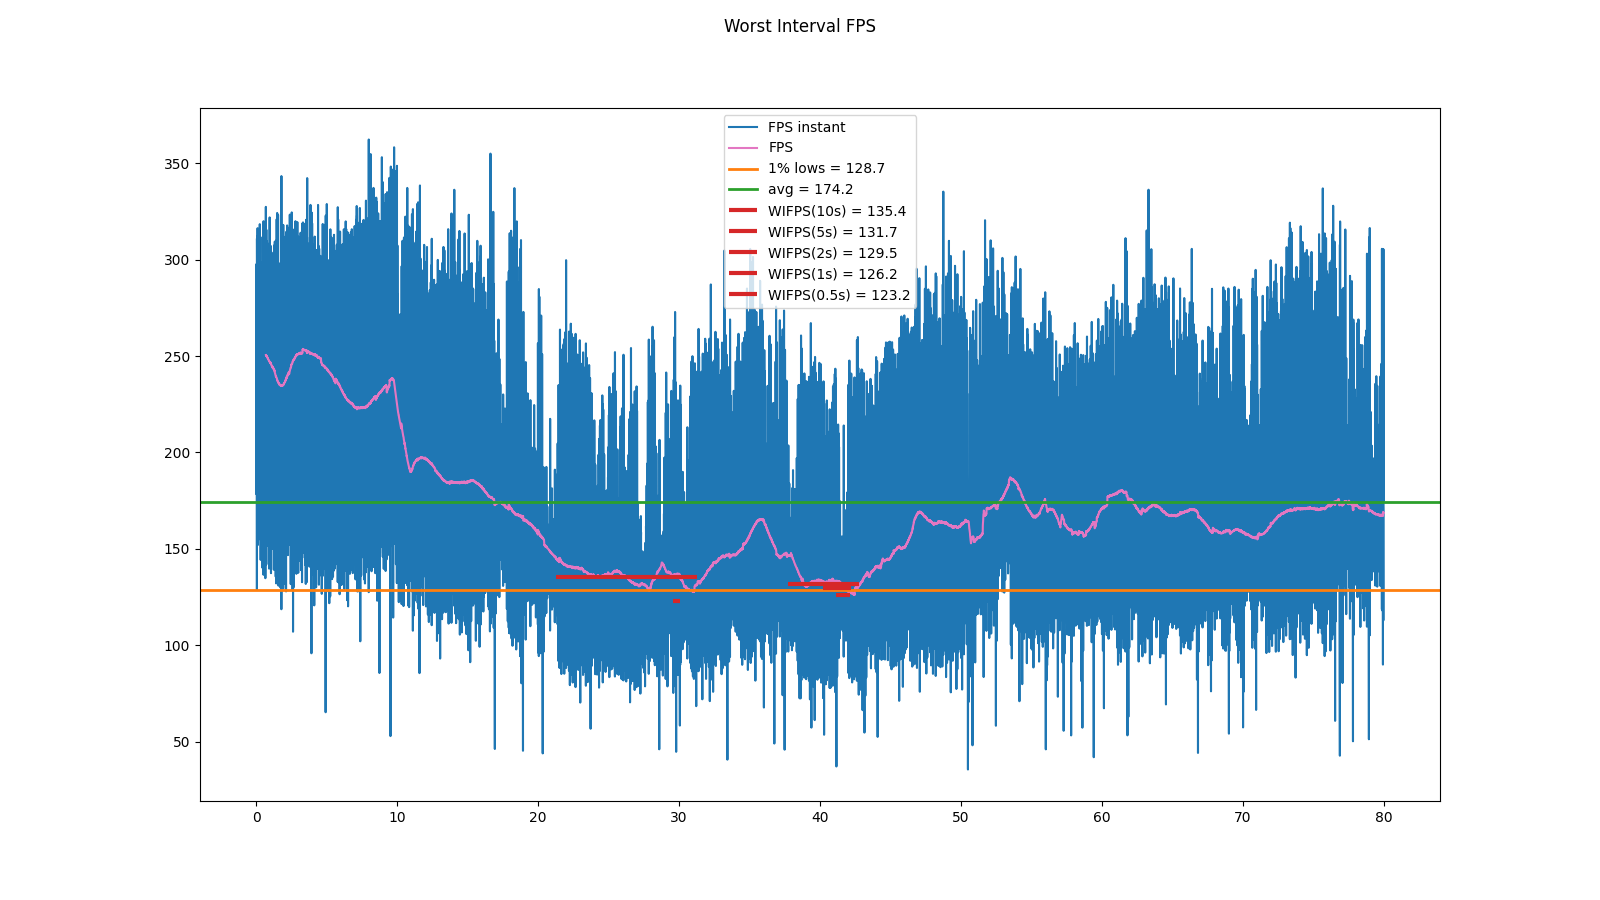 Worst Interval FPS
FPS instant
FPS
1% lows = 128.7
avg = 174.2
WIFPS(10s) = 135.4
WIFPS(5s) = 131.7
WIFPS(2s) = 129.5
WIFPS(1s) = 126.2
WIFPS(0.5s) = 123.2
350
300
250
200
150
100
50
0 10 20 30 40 50 60 70 80